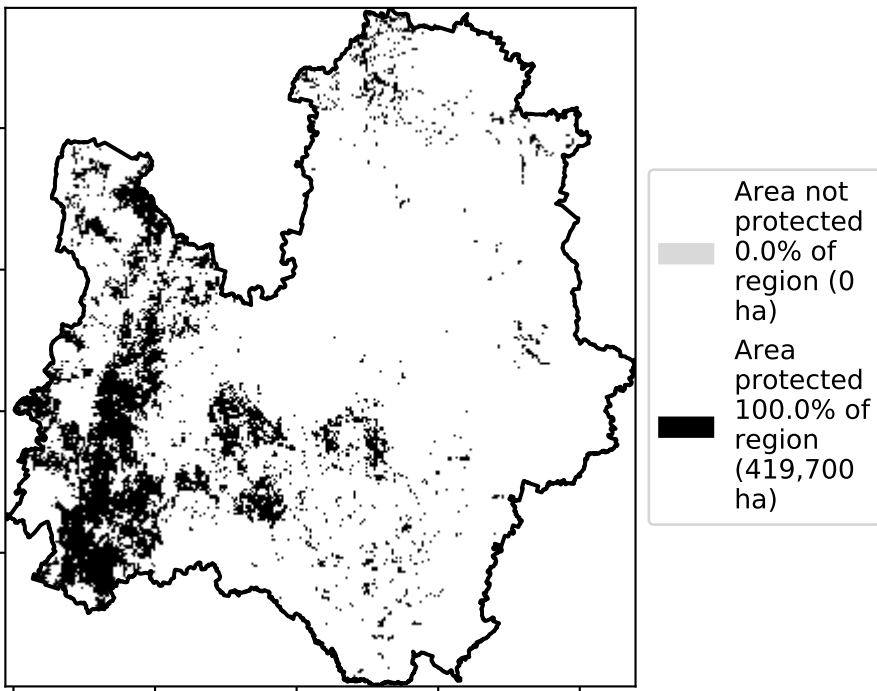 Area not
protected
0.0% of
region (0
ha)
Area
protected
100.0% of
region
(419,700
ha)